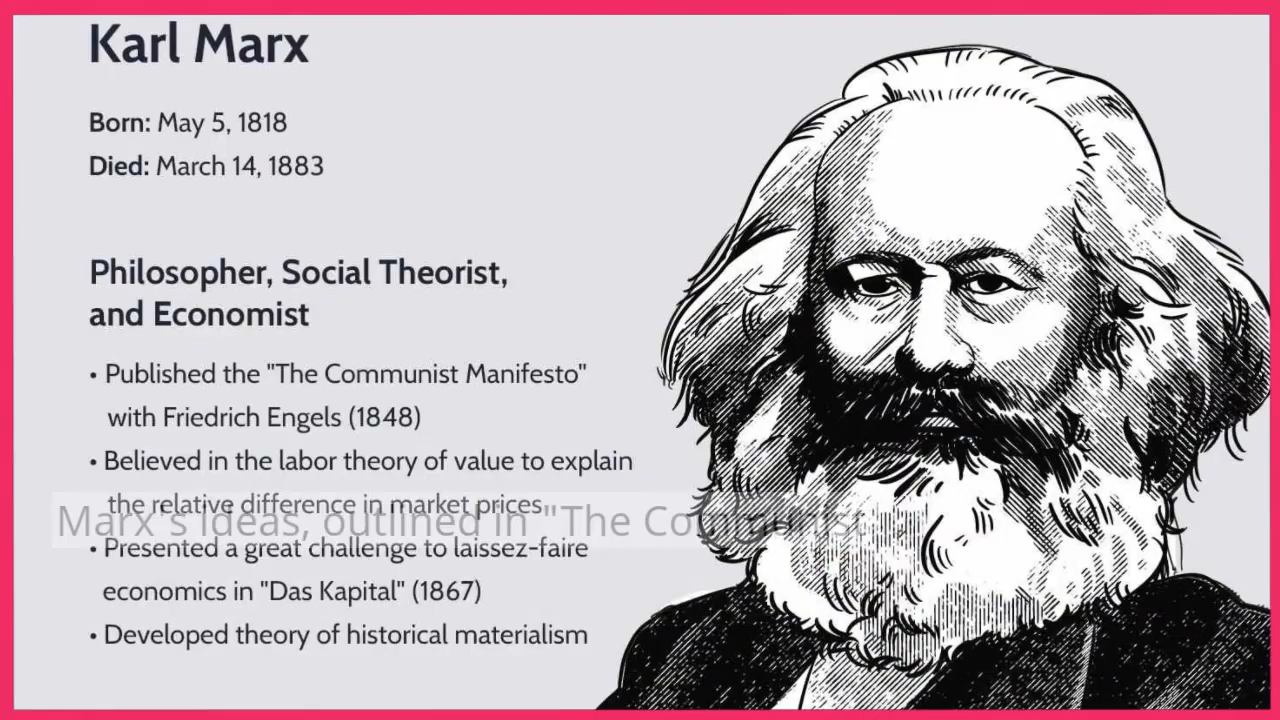 Karl Marx
Born: May 5, 1818
Died: March 14, 1883
Philosopher, Social Theorist,
and Economist
• Published the "The Communist Manifesto"
with Friedrich Engels (1848)
• Believed in the labor theory of value to explain
the relative difference in market prices
Marx's ideas, outlined in "The Communist
• Presented a great challenge to laissez-faire
economics in "Das Kapital" (1867)
• Developed theory of historical materialism